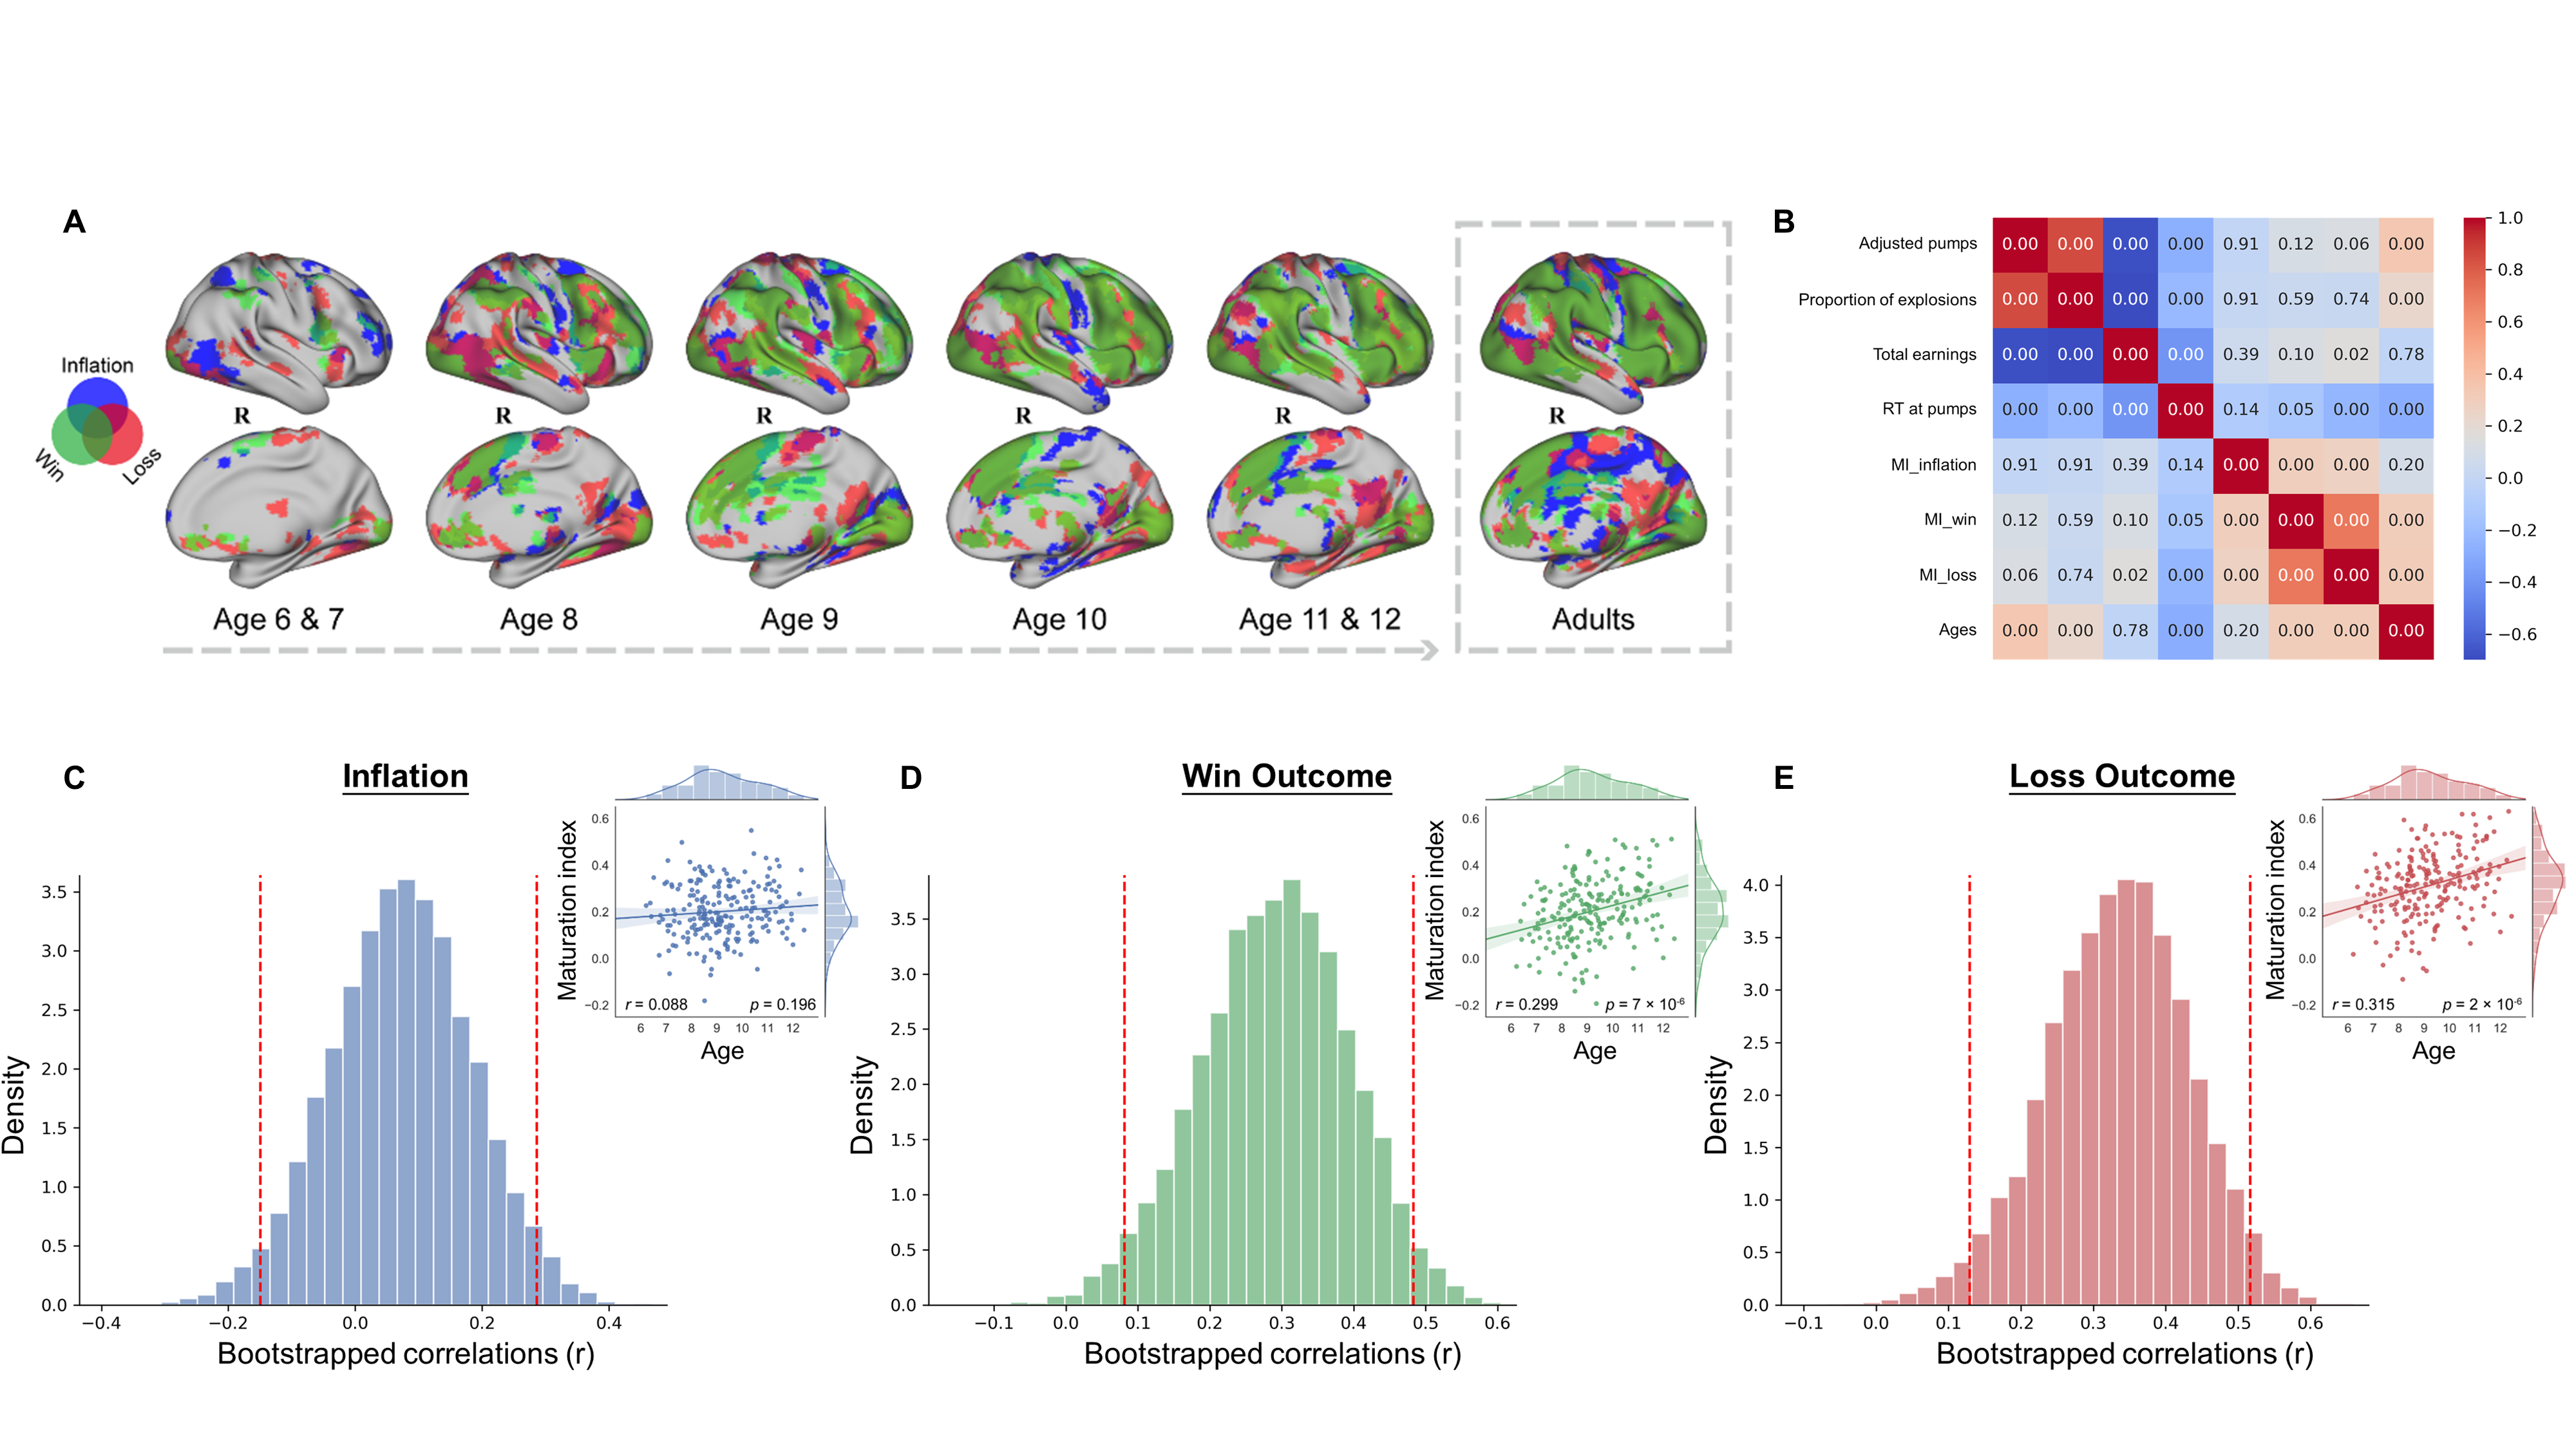 A
Inflation
Win
Loss
R R R R R R
Age 6 & 7 Age 8 Age 9 Age 10 Age 11 & 12 Adults
B
Adjusted pumps 0.00 0.00 0.00 0.00 0.91 0.12 0.06 0.00
Proportion of explosions 0.00 0.00 0.00 0.00 0.91 0.59 0.74 0.00
Total earnings 0.00 0.00 0.00 0.00 0.39 0.10 0.02 0.78
RT at pumps 0.00 0.00 0.00 0.00 0.14 0.05 0.00 0.00
MI_inflation 0.91 0.91 0.39 0.14 0.00 0.00 0.00 0.20
MI_win 0.12 0.59 0.10 0.05 0.00 0.00 0.00 0.00
MI_loss 0.06 0.74 0.02 0.00 0.00 0.00 0.00 0.00
Ages 0.00 0.00 0.78 0.00 0.20 0.00 0.00 0.00
1.0
0.8
0.6
0.4
0.2
0.0
−0.2
−0.4
−0.6
C
Inflation
Density
3.5
3.0
2.5
2.0
1.5
1.0
0.5
0.0
−0.4 −0.2 0.0 0.2 0.4
Bootstrapped correlations (r)
Maturation index
0.6
0.4
0.2
0.0
−0.2
r = 0.088 p = 0.196
6 7 8 9 10 11 12
Age
D
Win Outcome
Density
3.5
3.0
2.5
2.0
1.5
1.0
0.5
0.0
−0.1 0.0 0.1 0.2 0.3 0.4 0.5 0.6
Bootstrapped correlations (r)
Maturation index
0.6
0.4
0.2
0.0
−0.2
r = 0.299 p = 7 × 10⁻⁶
6 7 8 9 10 11 12
Age
E
Loss Outcome
Density
4.0
3.5
3.0
2.5
2.0
1.5
1.0
0.5
0.0
−0.1 0.0 0.1 0.2 0.3 0.4 0.5 0.6
Bootstrapped correlations (r)
Maturation index
0.6
0.4
0.2
0.0
−0.2
r = 0.315 p = 2 × 10⁻⁶
6 7 8 9 10 11 12
Age